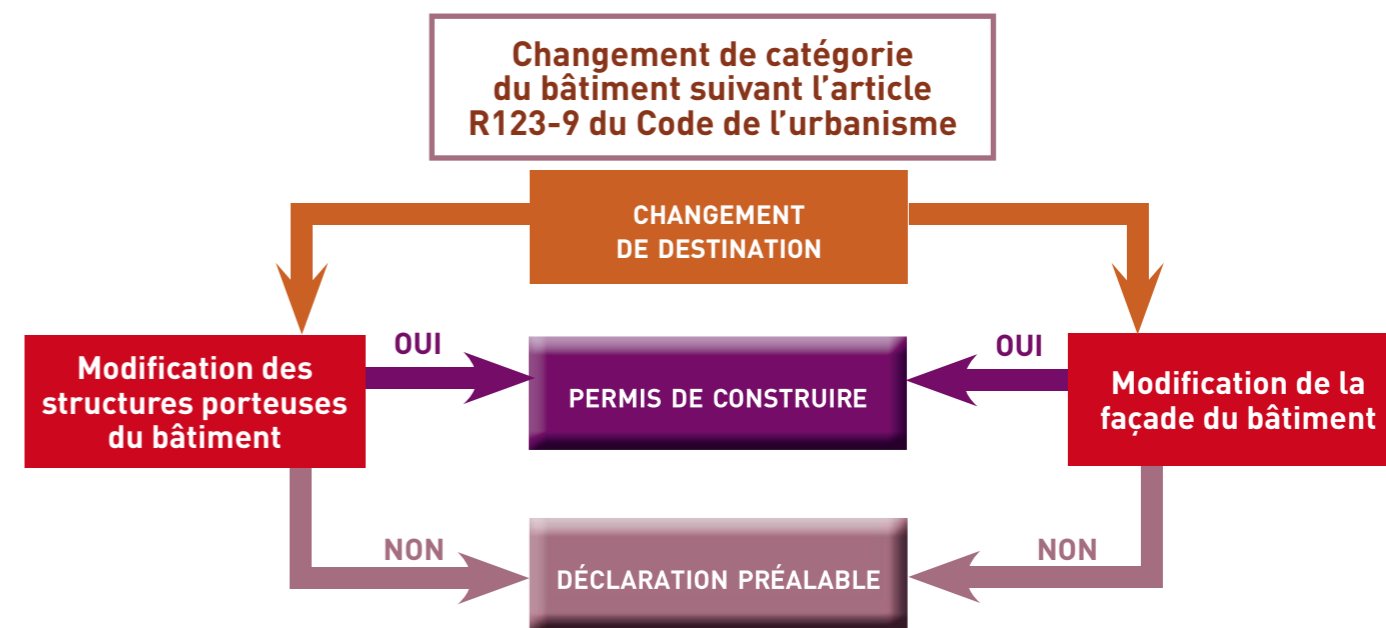 Changement de catégorie
du bâtiment suivant l'article
R123-9 du Code de l'urbanisme
CHANGEMENT
DE DESTINATION
OUI
OUI
Modification des
structures porteuses
du bâtiment
PERMIS DE CONSTRUIRE
Modification de la
façade du bâtiment
NON
NON
DÉCLARATION PRÉALABLE